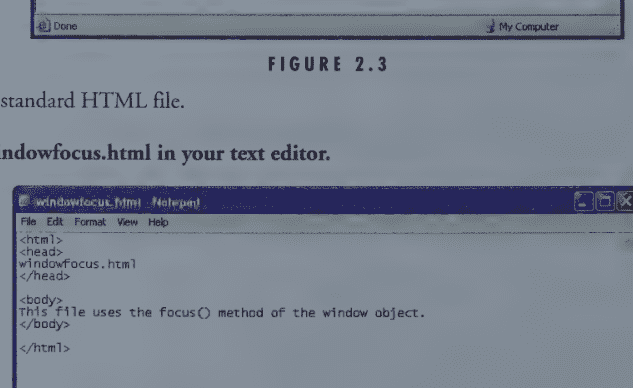 Done My Computer
FIGURE 2.3
standard HTML file.
ndowfocus.html in your text editor.
windowfocus.html - Notepad
File Edit Format View Help
<html>
<head>
windowfocus.html
</head>
<body>
This file uses the focus() method of the window object.
</body>
</html>